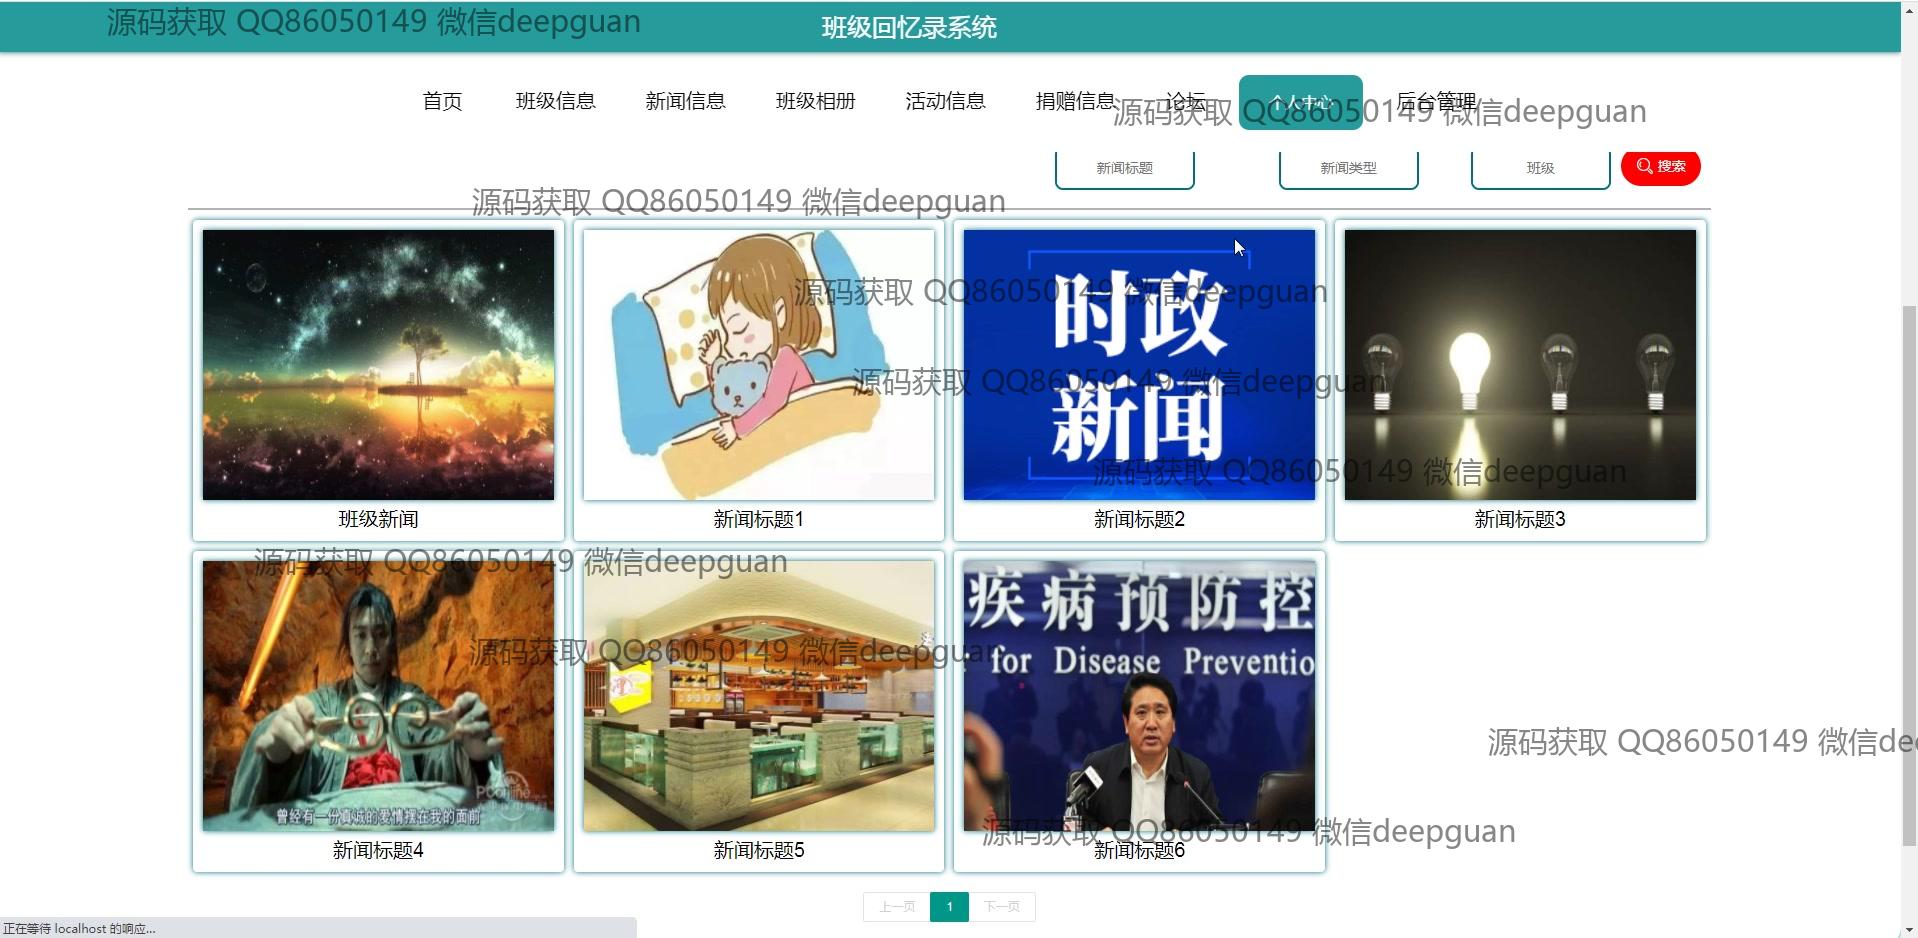 源码获取 QQ86050149 微信deepguan
班级回忆录系统
首页 班级信息 新闻信息 班级相册 活动信息 捐赠信息 论坛 个人中心 后台管理
源码获取 QQ86050149 微信deepguan
新闻标题 新闻类型 班级 搜索
源码获取 QQ86050149 微信deepguan
源码获取 QQ86050149 微信deepguan
时政
新闻
源码获取 QQ86050149 微信deepguan
源码获取 QQ86050149 微信deepguan
班级新闻 新闻标题1 新闻标题2 新闻标题3
源码获取 QQ86050149 微信deepguan
疾病预防控
for Disease Preventio
源码获取 QQ86050149 微信deepguan
源码获取 QQ86050149 微信dee
PConline
曾经有一份真诚的爱情摆在我的面前
源码获取 QQ86050149 微信deepguan
新闻标题4 新闻标题5 新闻标题6
上一页 1 下一页
正在等待 localhost 的响应...